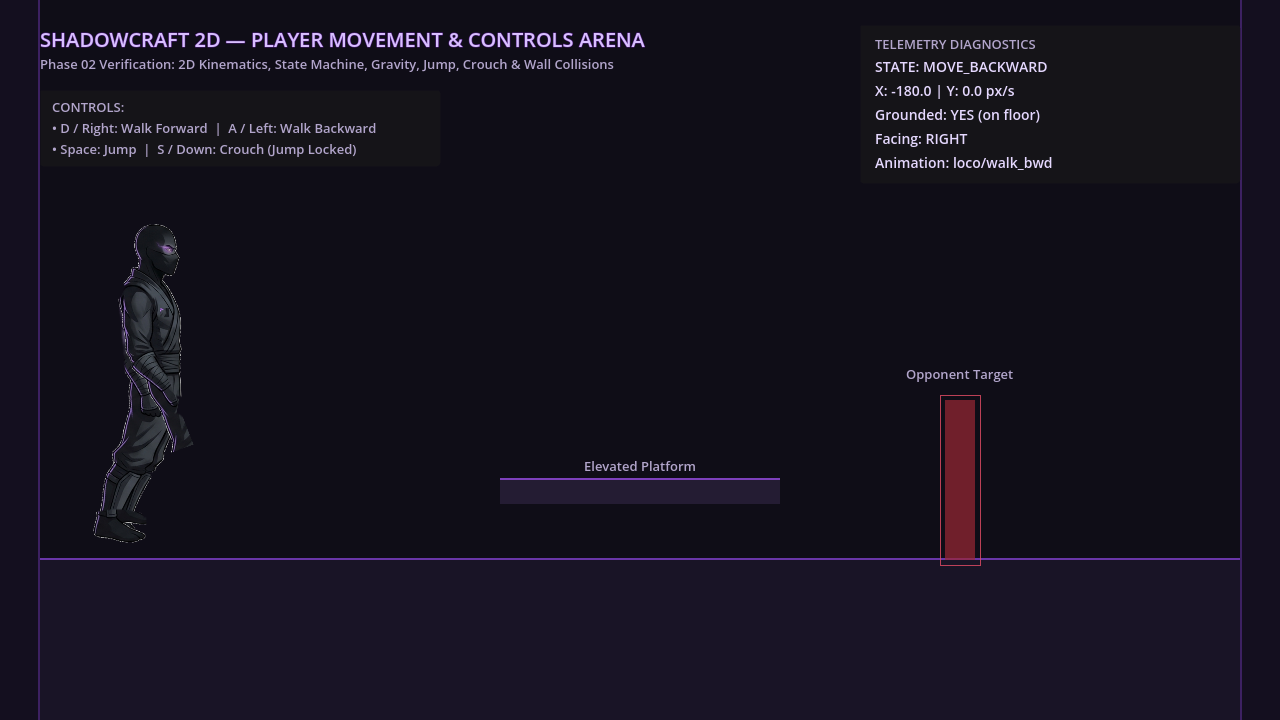 SHADOWCRAFT 2D — PLAYER MOVEMENT & CONTROLS ARENA
Phase 02 Verification: 2D Kinematics, State Machine, Gravity, Jump, Crouch & Wall Collisions
CONTROLS:
• D / Right: Walk Forward | A / Left: Walk Backward
• Space: Jump | S / Down: Crouch (Jump Locked)
TELEMETRY DIAGNOSTICS
STATE: MOVE_BACKWARD
X: -180.0 | Y: 0.0 px/s
Grounded: YES (on floor)
Facing: RIGHT
Animation: loco/walk_bwd
Opponent Target
Elevated Platform